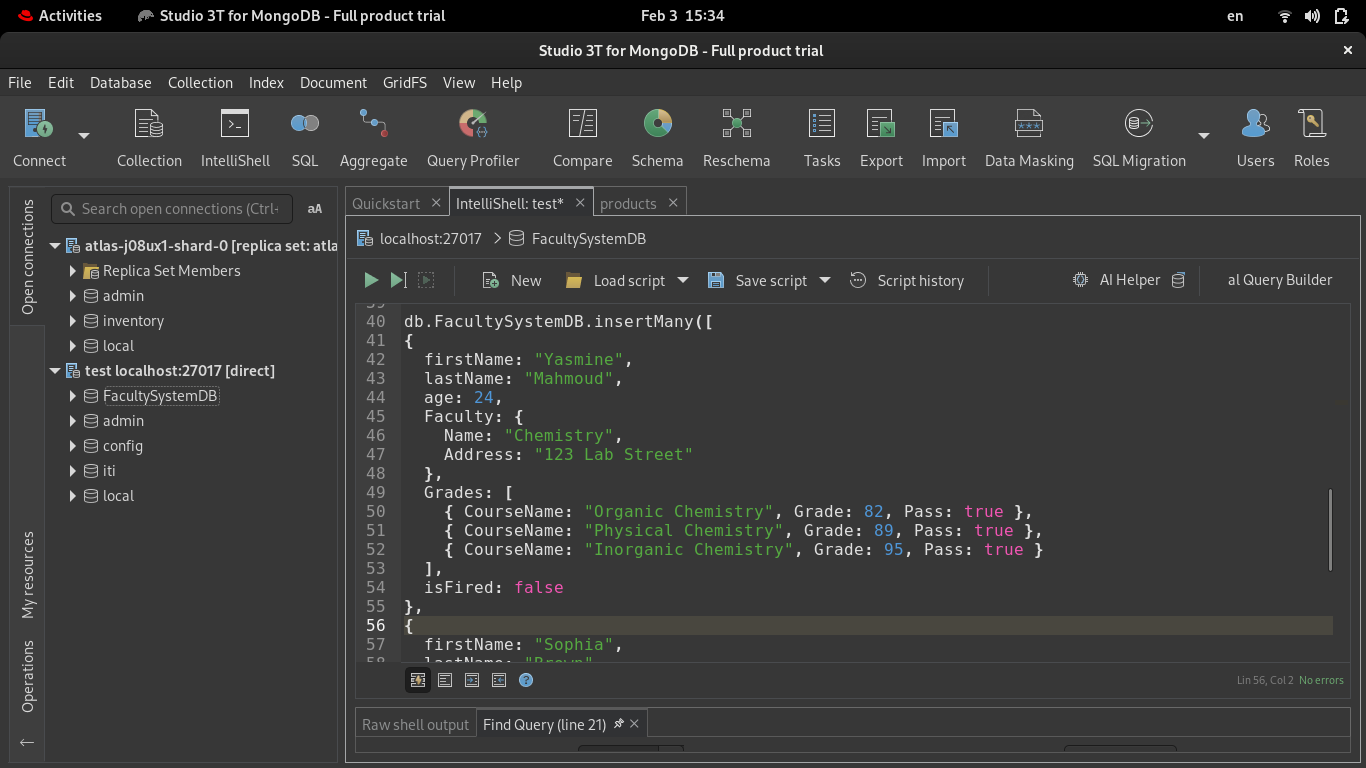 Activities
Studio 3T for MongoDB - Full product trial
Feb 3 15:34
en
Studio 3T for MongoDB - Full product trial
File Edit Database Collection Index Document GridFS View Help
Connect Collection IntelliShell SQL Aggregate Query Profiler Compare Schema Reschema Tasks Export Import Data Masking SQL Migration Users Roles
Open connections
My resources
Operations
Search open connections (Ctrl-
aA
atlas-j08ux1-shard-0 [replica set: atla
Replica Set Members
admin
inventory
local
test localhost:27017 [direct]
FacultySystemDB
admin
config
iti
local
Quickstart
IntelliShell: test*
products
localhost:27017
FacultySystemDB
New
Load script
Save script
Script history
AI Helper
al Query Builder
39
40 db.FacultySystemDB.insertMany([
41 {
42 firstName: "Yasmine",
43 lastName: "Mahmoud",
44 age: 24,
45 Faculty: {
46 Name: "Chemistry",
47 Address: "123 Lab Street"
48 },
49 Grades: [
50 { CourseName: "Organic Chemistry", Grade: 82, Pass: true },
51 { CourseName: "Physical Chemistry", Grade: 89, Pass: true },
52 { CourseName: "Inorganic Chemistry", Grade: 95, Pass: true }
53 ],
54 isFired: false
55 },
56 {
57 firstName: "Sophia",
58 lastName: "Brown"
Lin 56, Col 2 No errors
Raw shell output
Find Query (line 21)